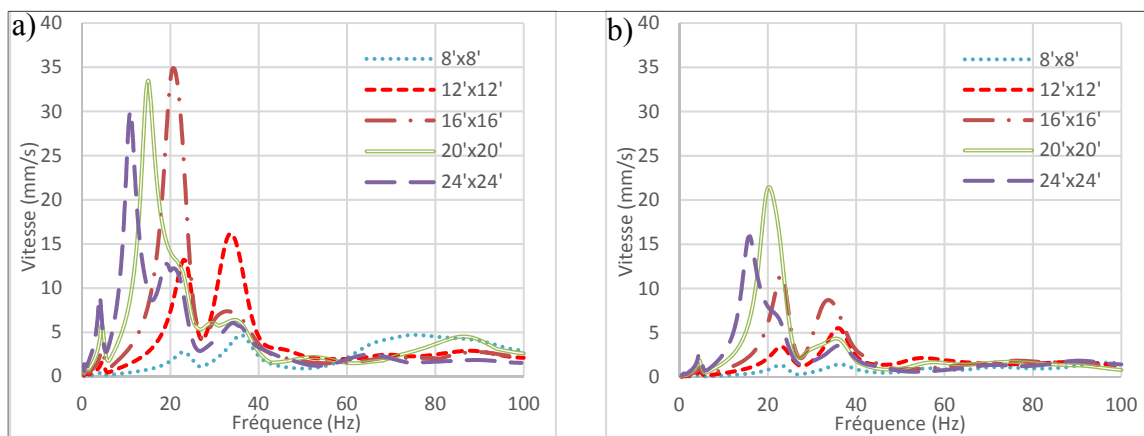 a)
40
35
30
25
20
15
10
5
0
Vitesse (mm/s)
0 20 40 60 80 100
Fréquence (Hz)
8'x8'
12'x12'
16'x16'
20'x20'
24'x24'
b)
40
35
30
25
20
15
10
5
0
Vitesse (mm/s)
0 20 40 60 80 100
Fréquence (Hz)
8'x8'
12'x12'
16'x16'
20'x20'
24'x24'